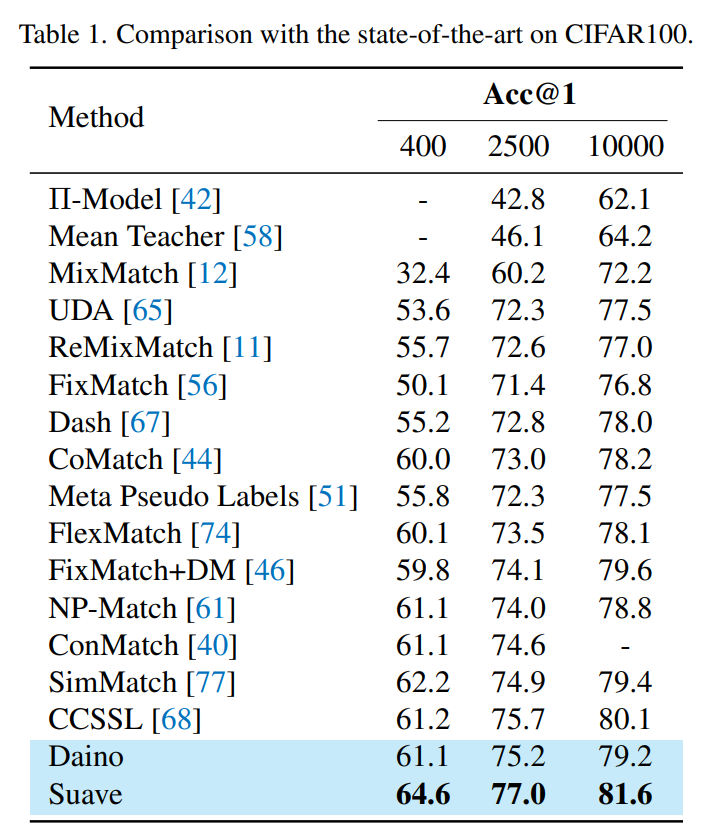 Table 1. Comparison with the state-of-the-art on CIFAR100.
Method Acc@1
400 2500 10000
Π-Model [42] - 42.8 62.1
Mean Teacher [58] - 46.1 64.2
MixMatch [12] 32.4 60.2 72.2
UDA [65] 53.6 72.3 77.5
ReMixMatch [11] 55.7 72.6 77.0
FixMatch [56] 50.1 71.4 76.8
Dash [67] 55.2 72.8 78.0
CoMatch [44] 60.0 73.0 78.2
Meta Pseudo Labels [51] 55.8 72.3 77.5
FlexMatch [74] 60.1 73.5 78.1
FixMatch+DM [46] 59.8 74.1 79.6
NP-Match [61] 61.1 74.0 78.8
ConMatch [40] 61.1 74.6 -
SimMatch [77] 62.2 74.9 79.4
CCSSL [68] 61.2 75.7 80.1
Daino 61.1 75.2 79.2
Suave 64.6 77.0 81.6